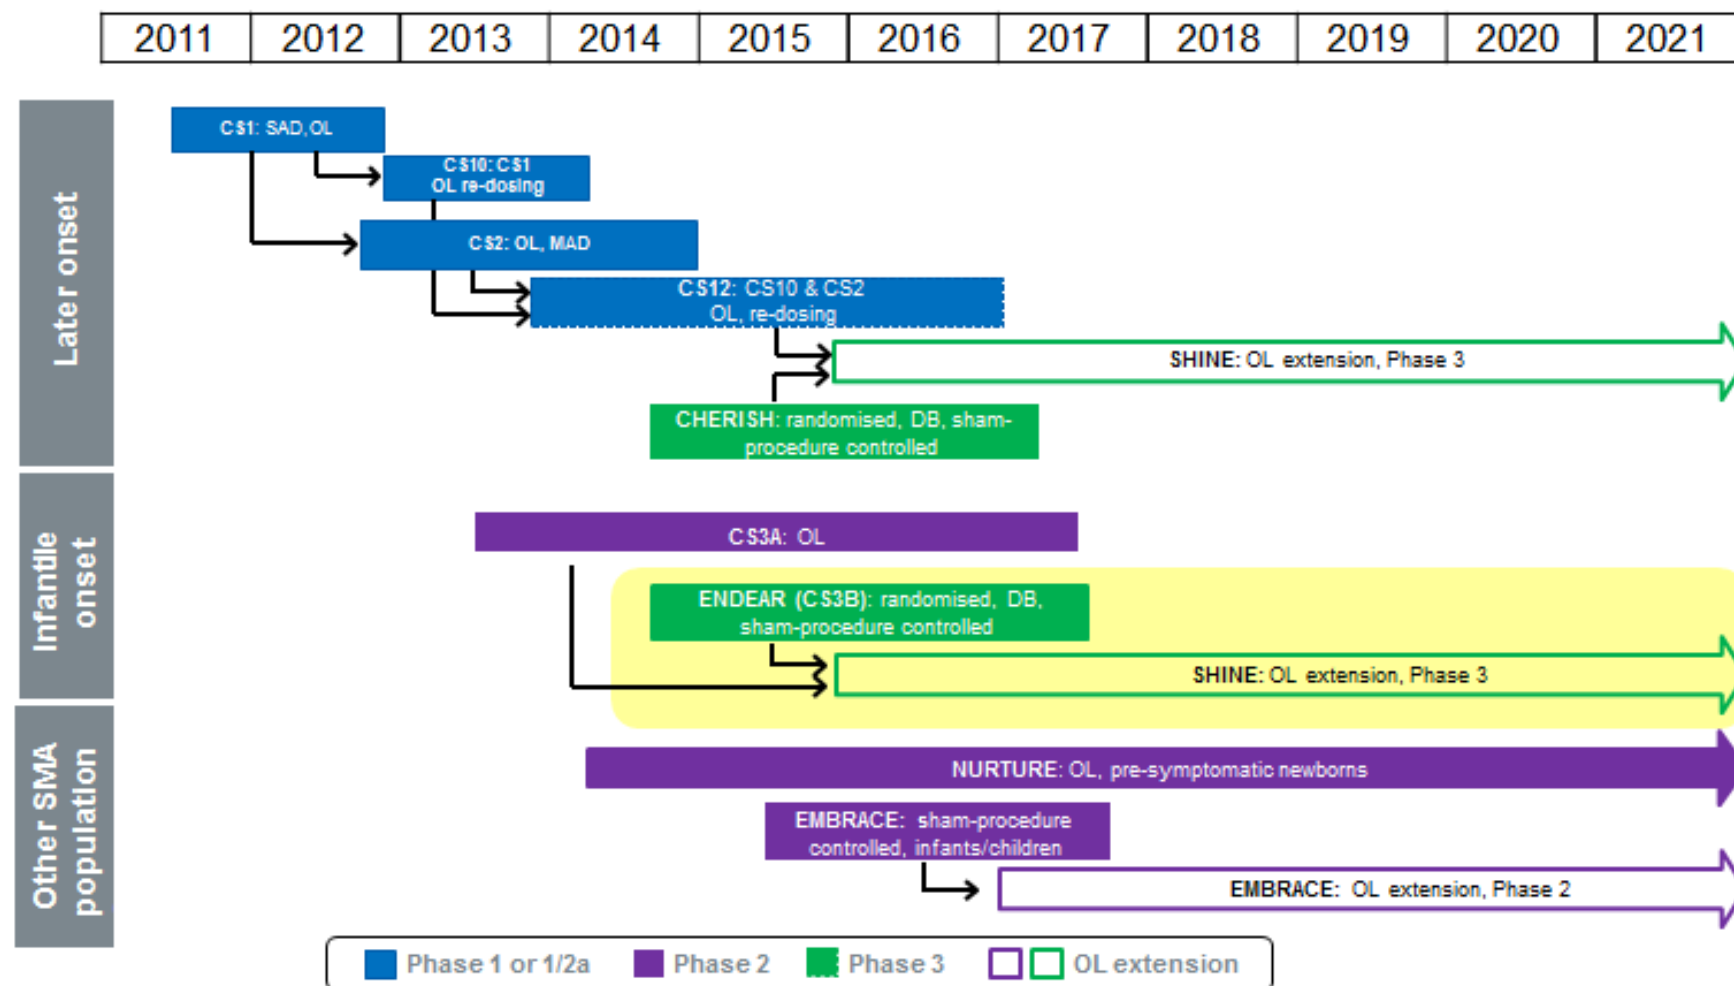 2011 2012 2013 2014 2015 2016 2017 2018 2019 2020 2021
Later onset
CS1: SAD, OL
CS10: CS1
OL re-dosing
CS2: OL, MAD
CS12: CS10 & CS2
OL, re-dosing
SHINE: OL extension, Phase 3
CHERISH: randomised, DB, sham-
procedure controlled
Infantile
onset
CS3A: OL
ENDEAR (CS3B): randomised, DB,
sham-procedure controlled
SHINE: OL extension, Phase 3
Other SMA
population
NURTURE: OL, pre-symptomatic newborns
EMBRACE: sham-procedure
controlled, infants/children
EMBRACE: OL extension, Phase 2
Phase 1 or 1/2a
Phase 2
Phase 3
OL extension